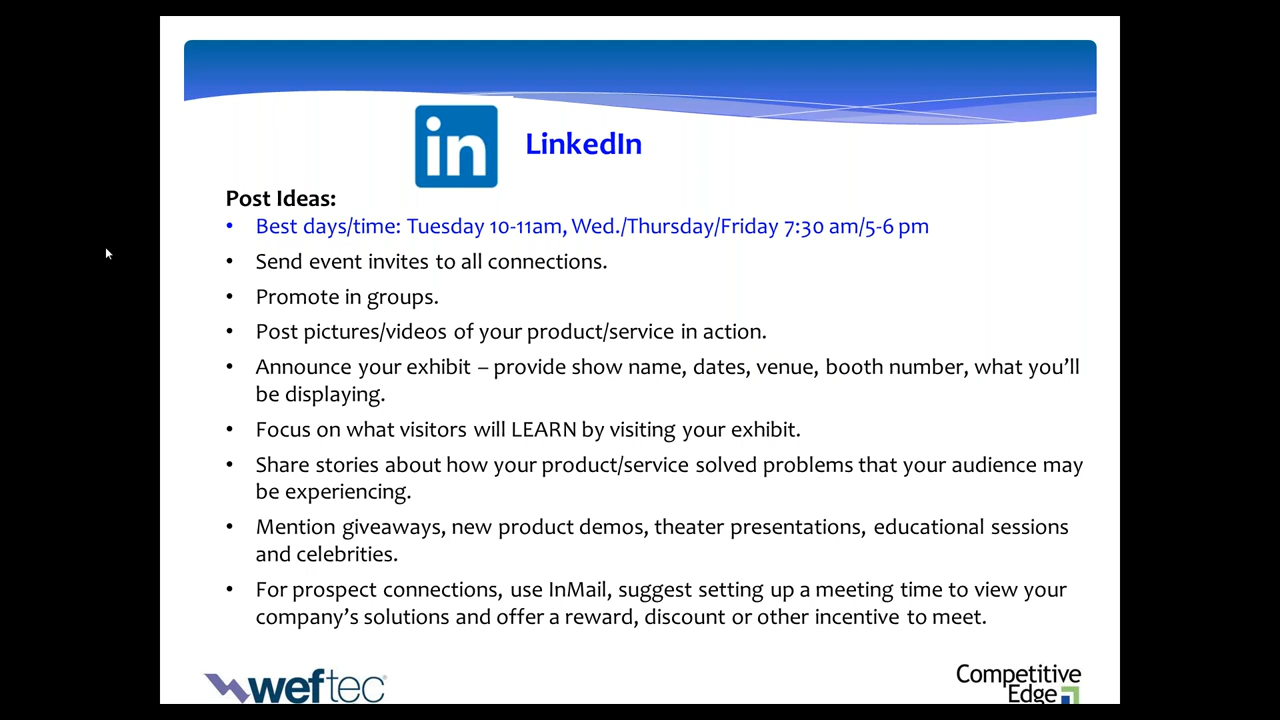 in
LinkedIn
Post Ideas:
• Best days/time: Tuesday 10-11am, Wed./Thursday/Friday 7:30 am/5-6 pm
• Send event invites to all connections.
• Promote in groups.
• Post pictures/videos of your product/service in action.
• Announce your exhibit – provide show name, dates, venue, booth number, what you’ll
be displaying.
• Focus on what visitors will LEARN by visiting your exhibit.
• Share stories about how your product/service solved problems that your audience may
be experiencing.
• Mention giveaways, new product demos, theater presentations, educational sessions
and celebrities.
• For prospect connections, use InMail, suggest setting up a meeting time to view your
company’s solutions and offer a reward, discount or other incentive to meet.
weftec®
Competitive
Edge